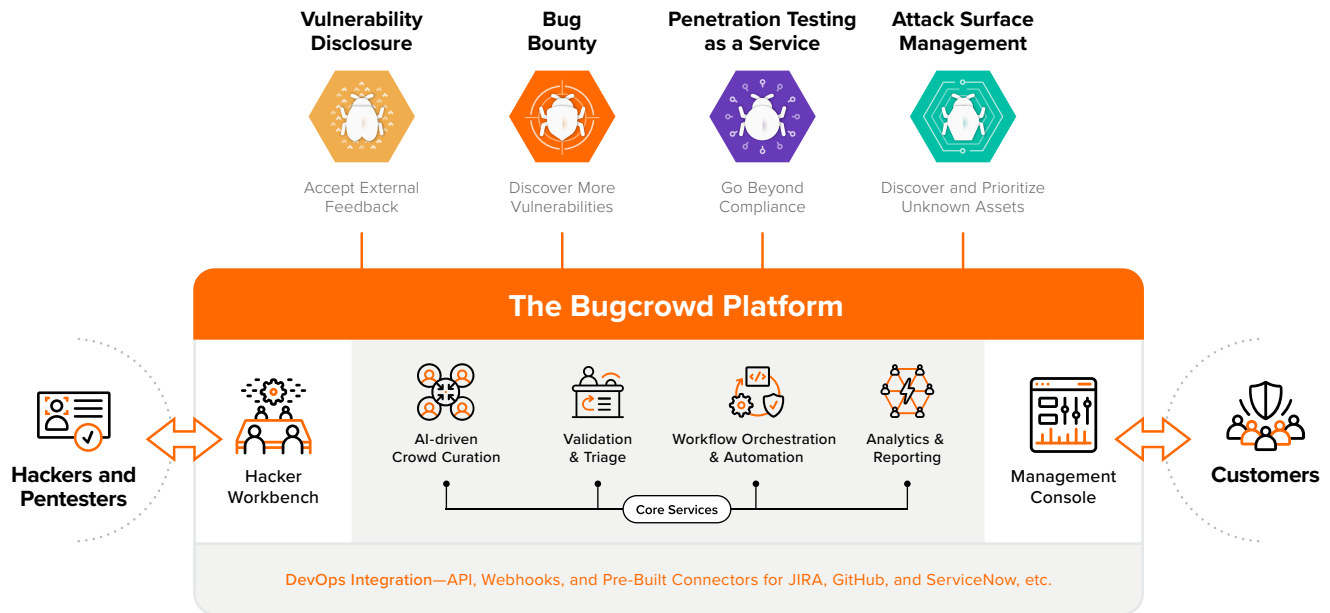 Vulnerability
Disclosure
Bug
Bounty
Penetration Testing
as a Service
Attack Surface
Management
Accept External
Feedback
Discover More
Vulnerabilities
Go Beyond
Compliance
Discover and Prioritize
Unknown Assets
The Bugcrowd Platform
Hackers and
Pentesters
Hacker
Workbench
AI-driven
Crowd Curation
Validation
& Triage
</>
Workflow Orchestration
& Automation
Analytics &
Reporting
Core Services
Management
Console
Customers
DevOps Integration—API, Webhooks, and Pre-Built Connectors for JIRA, GitHub, and ServiceNow, etc.